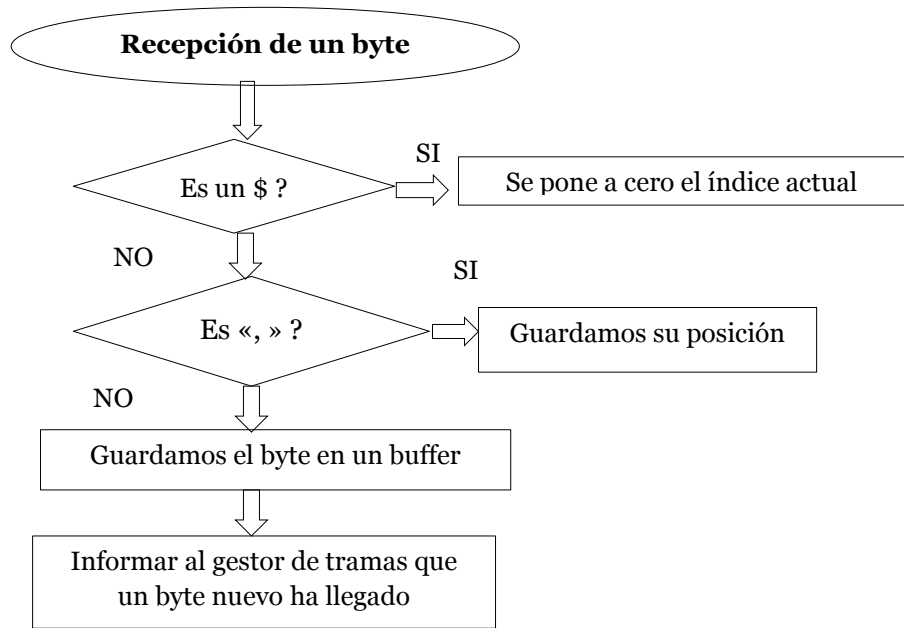 Recepción de un byte
SI
Es un $ ?
Se pone a cero el índice actual
NO
SI
Es «, » ?
Guardamos su posición
NO
Guardamos el byte en un buffer
Informar al gestor de tramas que
un byte nuevo ha llegado